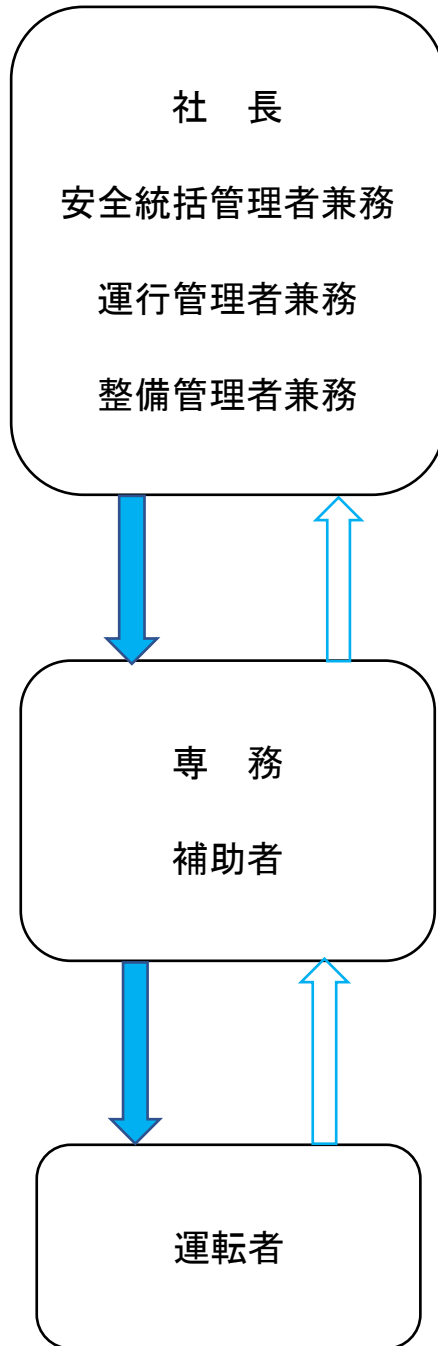 社　長
安全統括管理者兼務
運行管理者兼務
整備管理者兼務
専　務
補助者
運転者